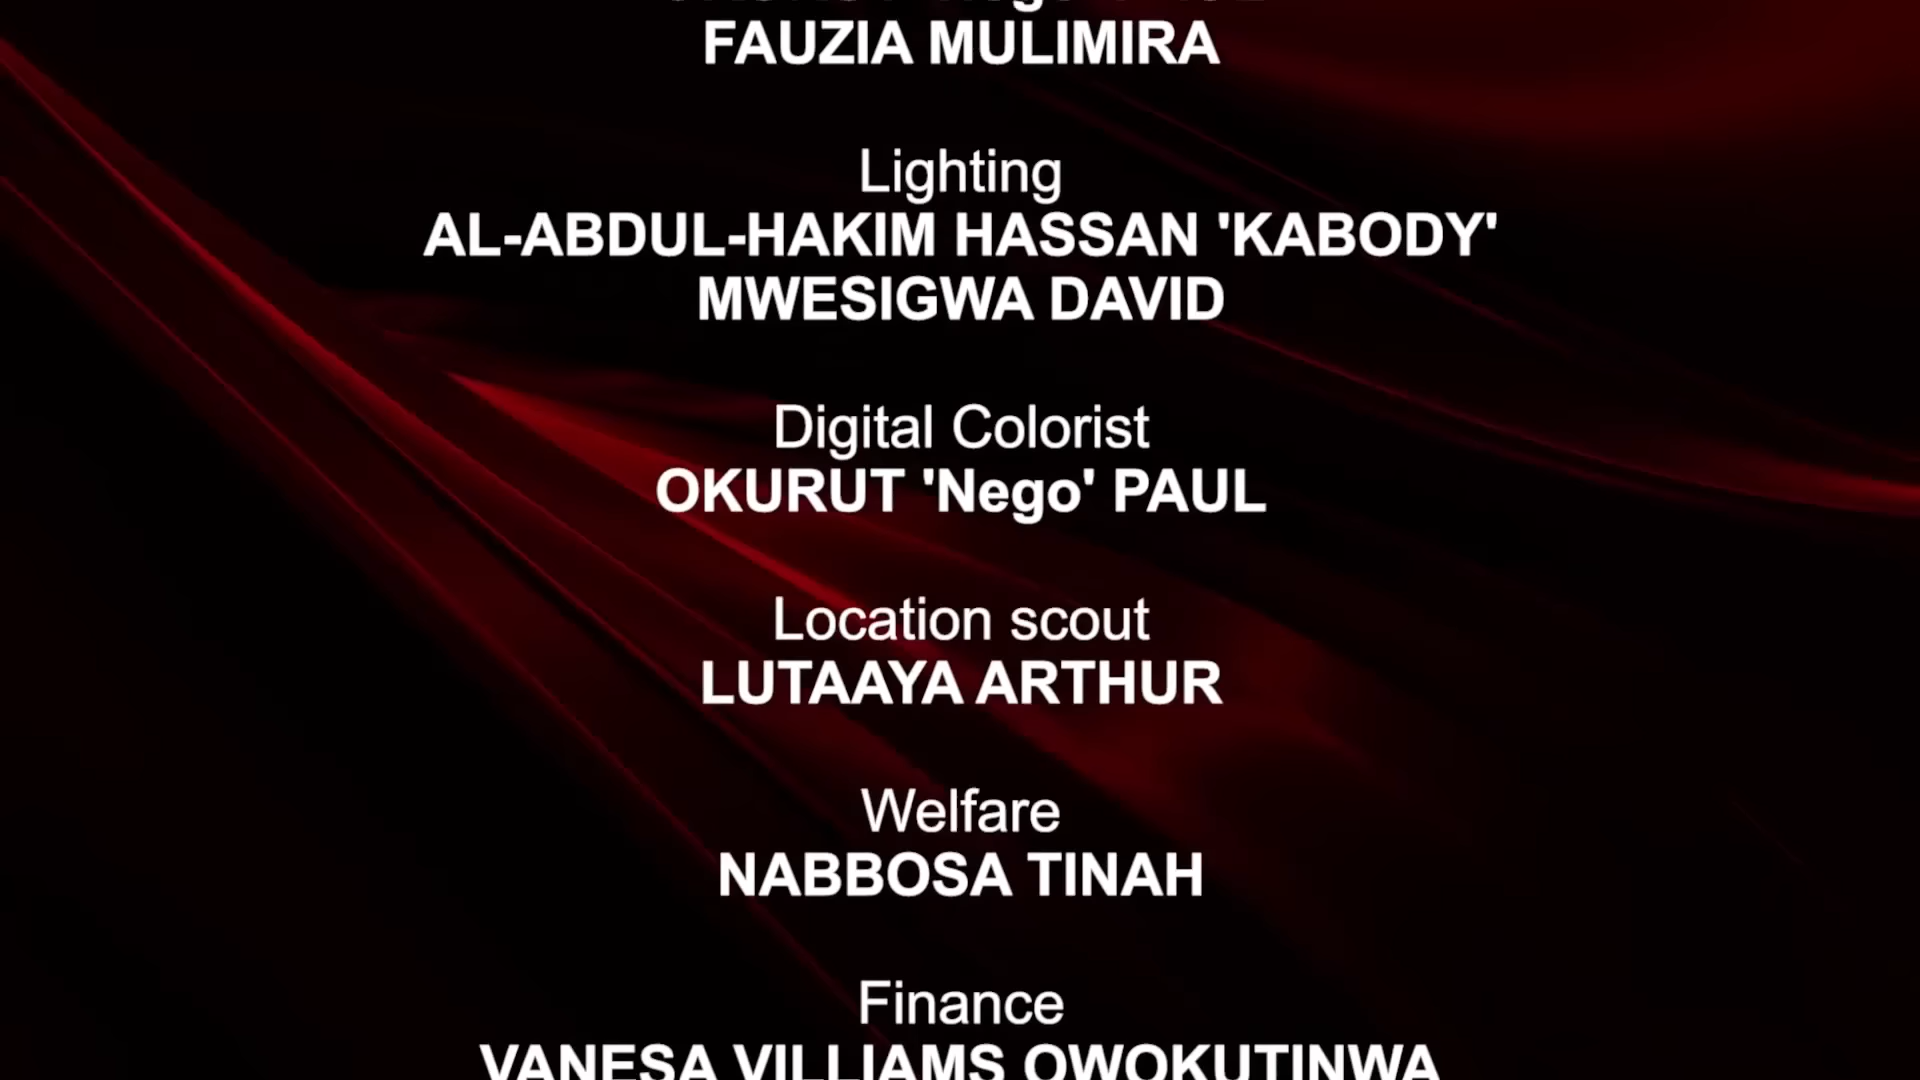 FAUZIA MULIMIRA
Lighting
AL-ABDUL-HAKIM HASSAN 'KABODY'
MWESIGWA DAVID
Digital Colorist
OKURUT 'Nego' PAUL
Location scout
LUTAAYA ARTHUR
Welfare
NABBOSA TINAH
Finance
VANESA VILLIAMS OWOKUTINWA